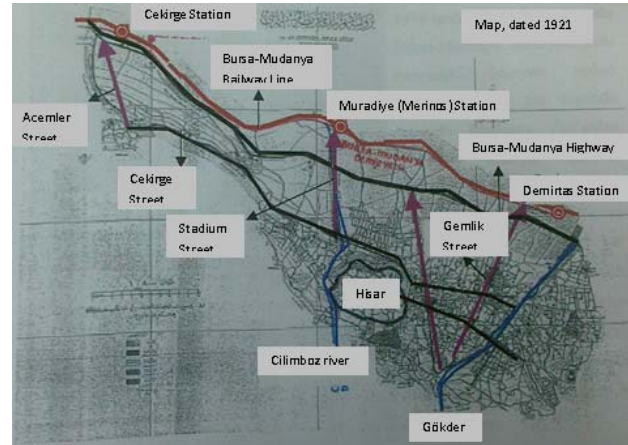 Cekirge Station
Map, dated 1921
Bursa-Mudanya
Railway Line
Muradiye (Merinos) Station
Acemler
Street
Bursa-Mudanya Highway
Cekirge
Street
Demirtas Station
Stadium
Street
Gemlik
Street
Hisar
Cilimboz river
Gökder